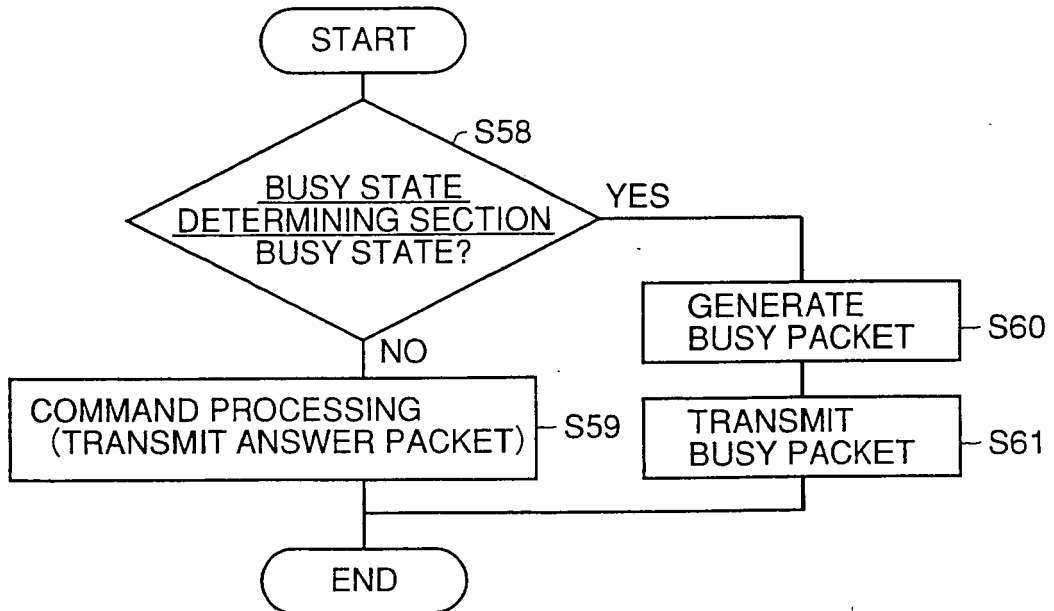 START
S58
BUSY STATE
DETERMINING SECTION
BUSY STATE?
YES
GENERATE
BUSY PACKET
S60
NO
COMMAND PROCESSING
(TRANSMIT ANSWER PACKET)
S59
TRANSMIT
BUSY PACKET
S61
END